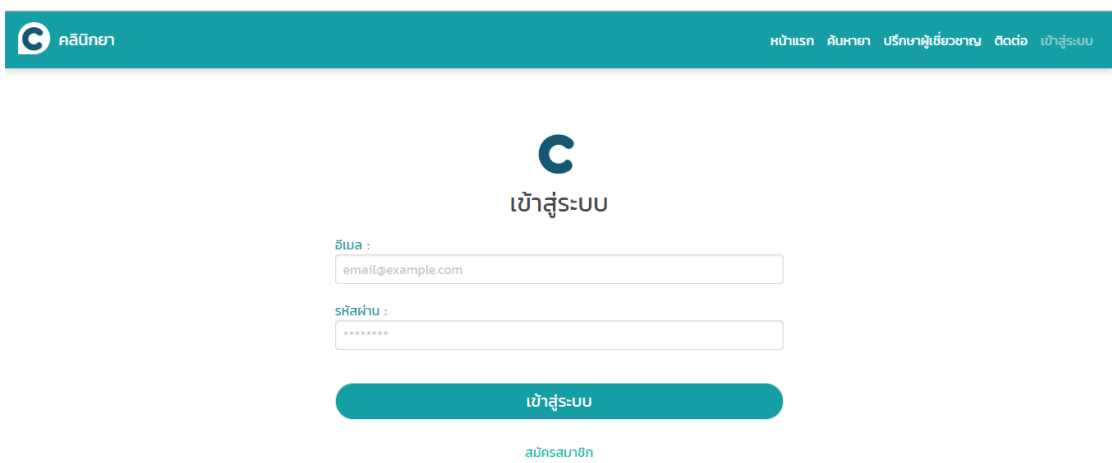 C คลินิกยา
หน้าแรก ค้นหายา ปรึกษาผู้เชี่ยวชาญ ติดต่อ เข้าสู่ระบบ
C
เข้าสู่ระบบ
อีเมล :
email@example.com
รหัสผ่าน :
********
เข้าสู่ระบบ
สมัครสมาชิก